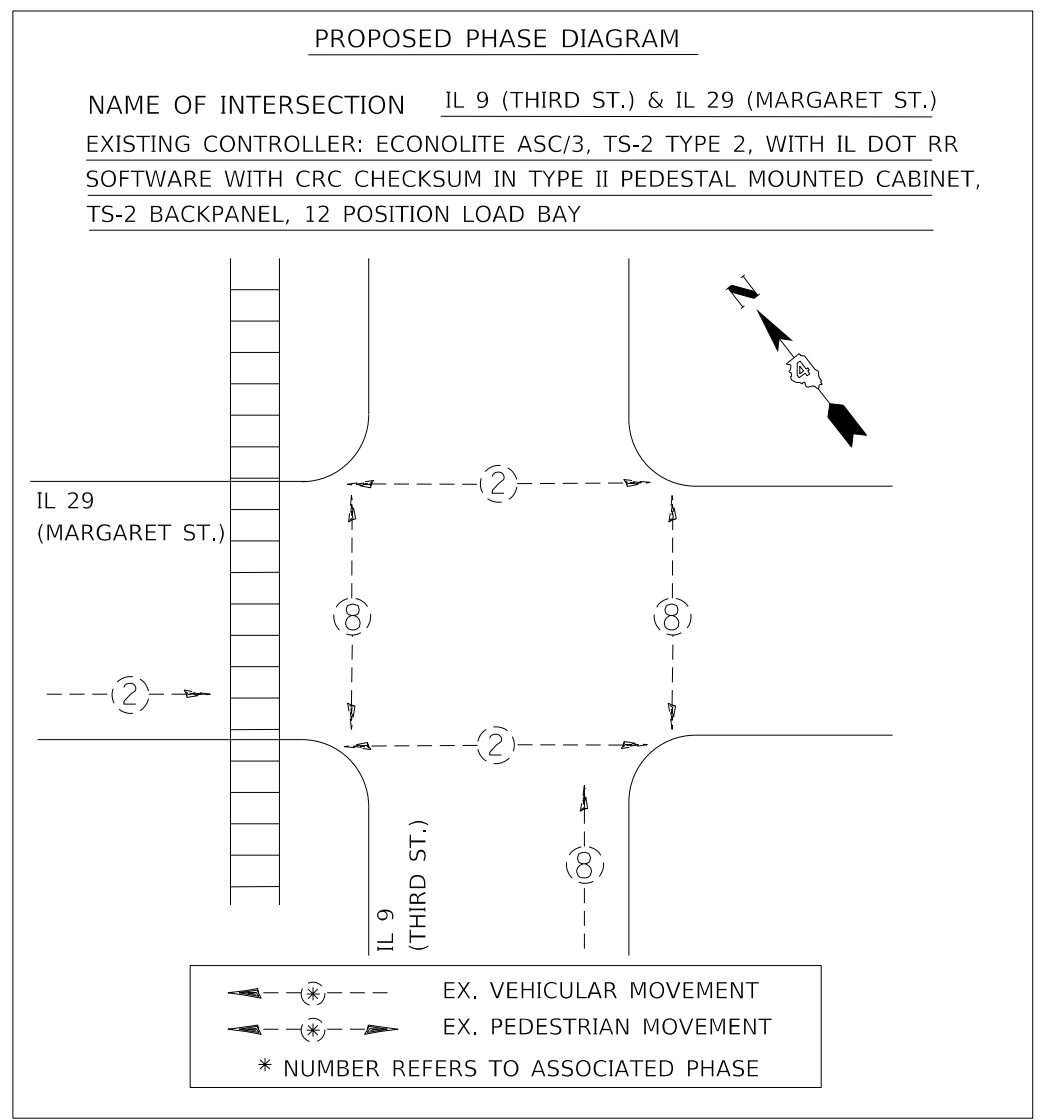 PROPOSED PHASE DIAGRAM
NAME OF INTERSECTION IL 9 (THIRD ST.) & IL 29 (MARGARET ST.)
EXISTING CONTROLLER: ECONOLITE ASC/3, TS-2 TYPE 2, WITH IL DOT RR
SOFTWARE WITH CRC CHECKSUM IN TYPE II PEDESTAL MOUNTED CABINET,
TS-2 BACKPANEL, 12 POSITION LOAD BAY
N
4
2
IL 29
(MARGARET ST.)
8
8
2
2
8
IL 9
(THIRD ST.)
* EX. VEHICULAR MOVEMENT
* EX. PEDESTRIAN MOVEMENT
* NUMBER REFERS TO ASSOCIATED PHASE